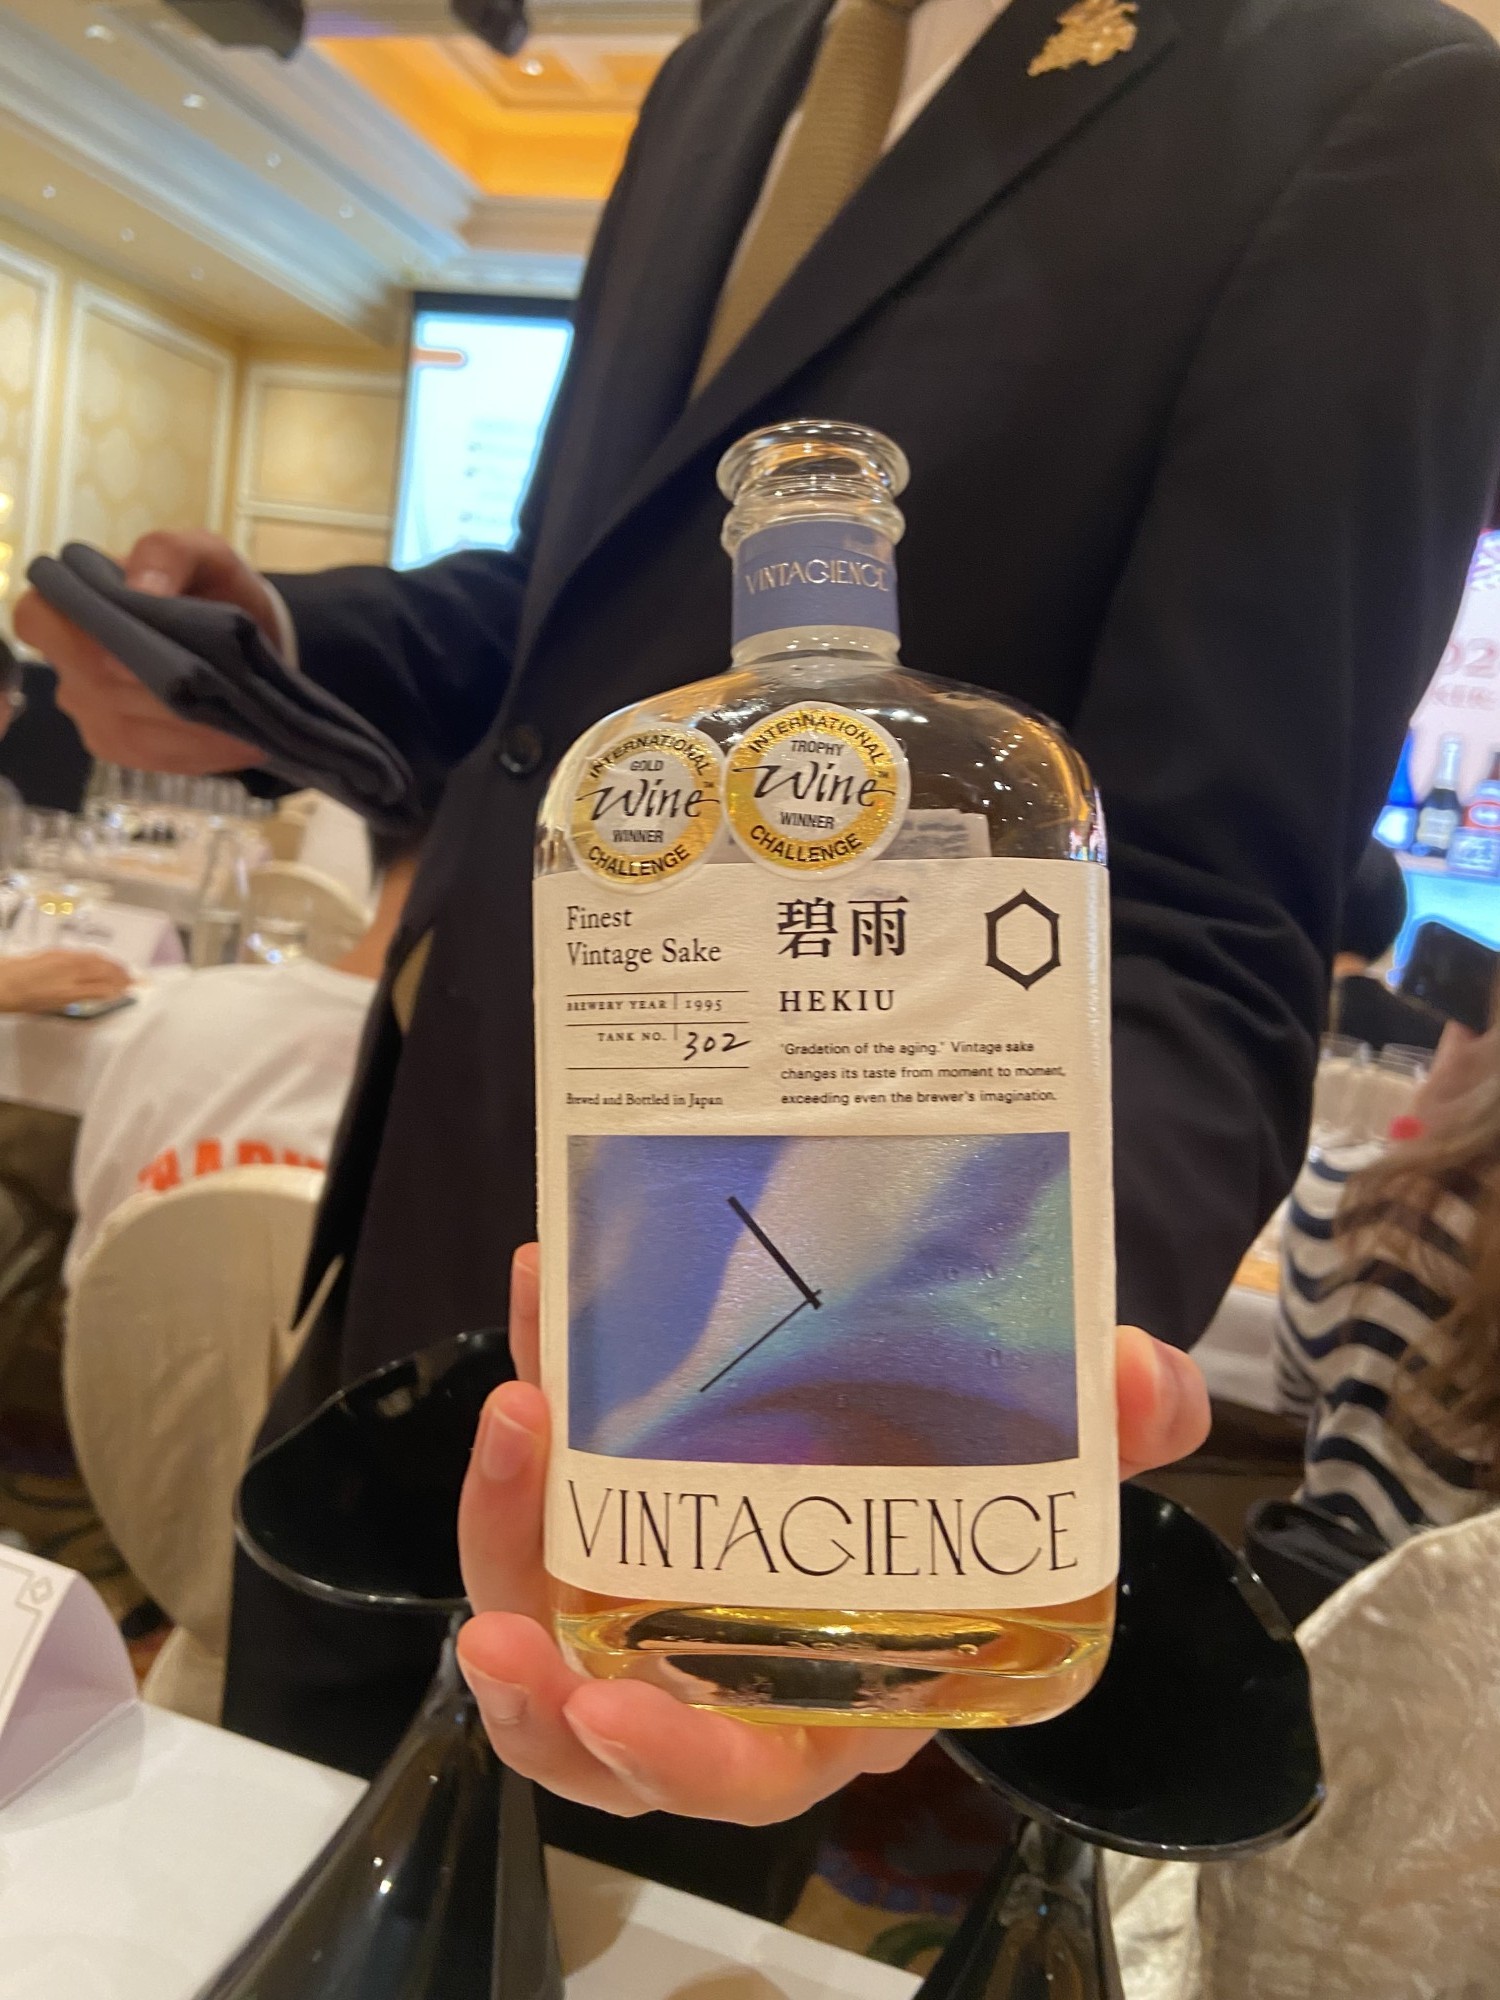 VINTAGIENCE
INTERNATIONAL
GOLD
Wine
WINNER
CHALLENGE
INTERNATIONAL
TROPHY
Wine
WINNER
CHALLENGE
Finest
Vintage Sake
BREWERY YEAR 1995
TANK NO. 302
Brewed and Bottled in Japan
碧雨
HEKIU
"Gradation of the aging." Vintage sake
changes its taste from moment to moment,
exceeding even the brewer's imagination.
VINTAGIENCE